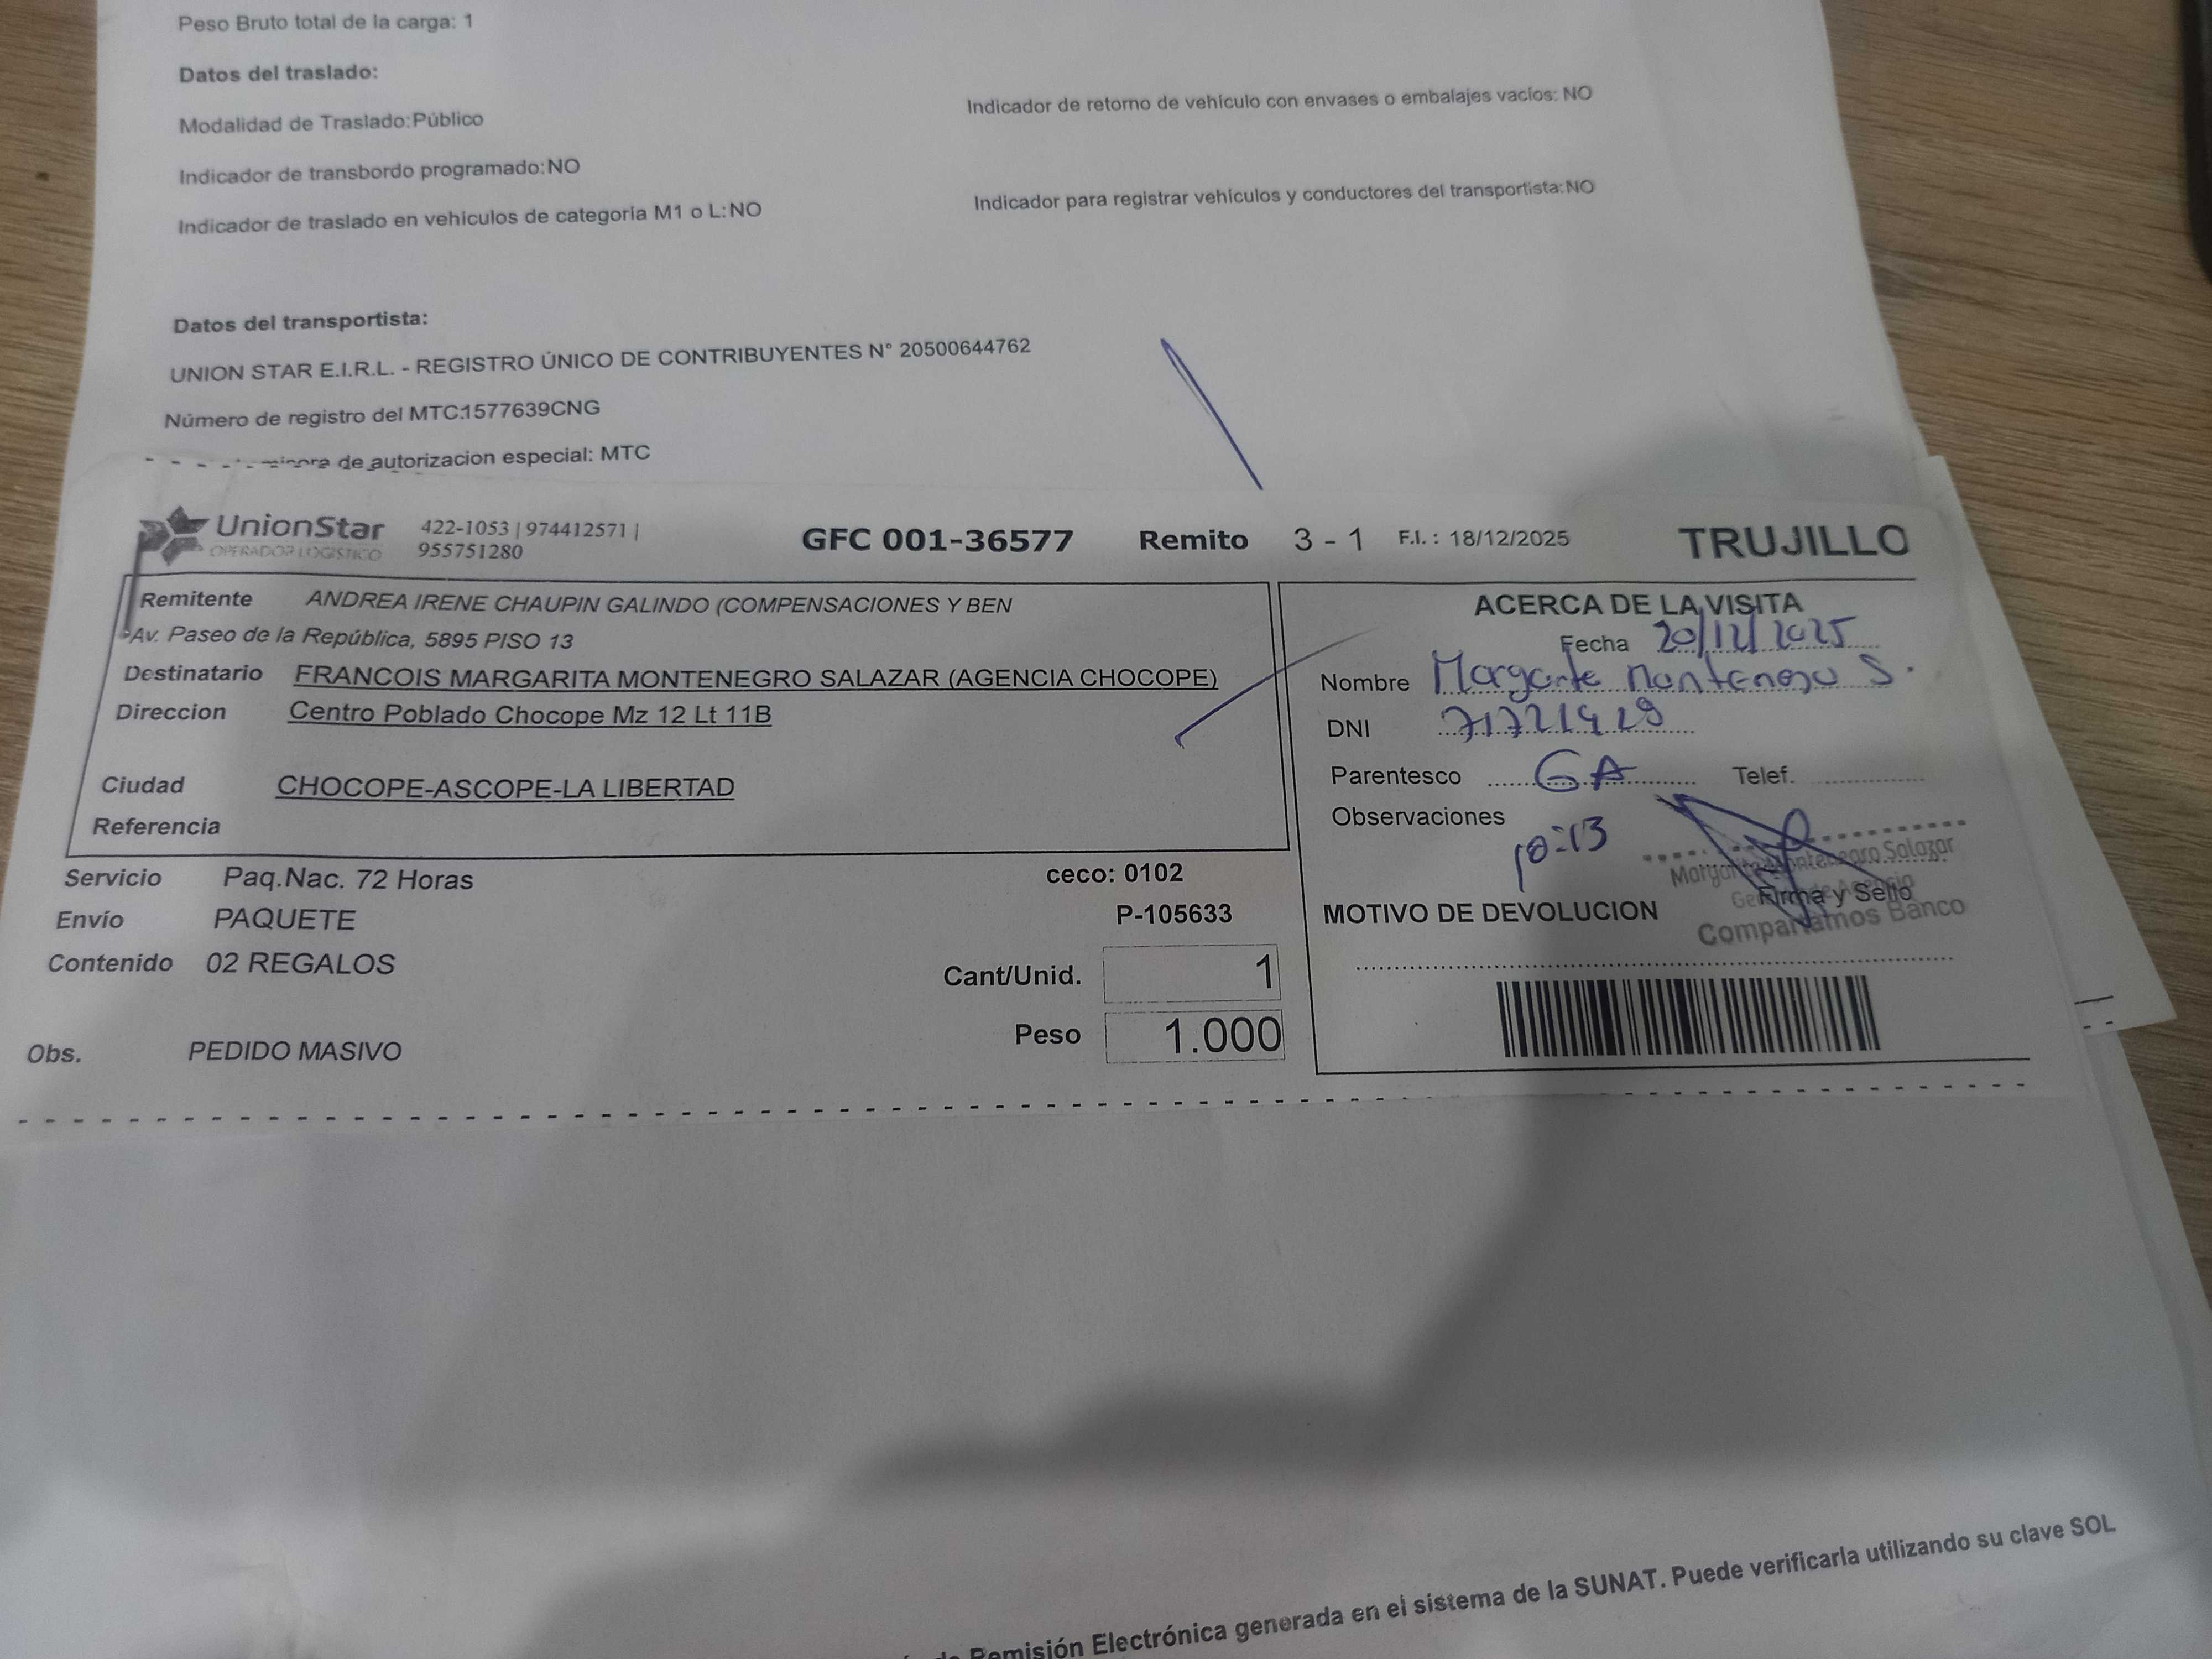 Peso Bruto total de la carga: 1
Datos del traslado:
Modalidad de Traslado:Público
Indicador de retorno de vehículo con envases o embalajes vacíos: NO
Indicador de transbordo programado:NO
Indicador para registrar vehículos y conductores del transportista:NO
Indicador de traslado en vehículos de categoría M1 o L:NO
Datos del transportista:
UNION STAR E.I.R.L. - REGISTRO ÚNICO DE CONTRIBUYENTES N° 20500644762
Número de registro del MTC:1577639CNG
de autorizacion especial: MTC
UnionStar
OPERADOR LOGISTICO
422-1053 | 974412571 |
955751280
GFC 001-36577 Remito 3 - 1 F.I. : 18/12/2025 TRUJILLO
Remitente ANDREA IRENE CHAUPIN GALINDO (COMPENSACIONES Y BEN
Av. Paseo de la República, 5895 PISO 13
Destinatario FRANCOIS MARGARITA MONTENEGRO SALAZAR (AGENCIA CHOCOPE)
Direccion Centro Poblado Chocope Mz 12 Lt 11B
Ciudad CHOCOPE-ASCOPE-LA LIBERTAD
Referencia
Servicio Paq.Nac. 72 Horas
ceco: 0102
Envío PAQUETE
P-105633
Contenido 02 REGALOS
Cant/Unid. 1
Peso 1.000
Obs. PEDIDO MASIVO
ACERCA DE LA VISITA
Fecha 20/12/2025
Nombre Margarita Montenegro S.
DNI 71721429
Parentesco GA Telef.
Observaciones
10:13
Margarita Montenegro Salazar
Gerente de Agencia
Firma y Sello
Compartamos Banco
MOTIVO DE DEVOLUCION
Remisión Electrónica generada en el sistema de la SUNAT. Puede verificarla utilizando su clave SOL